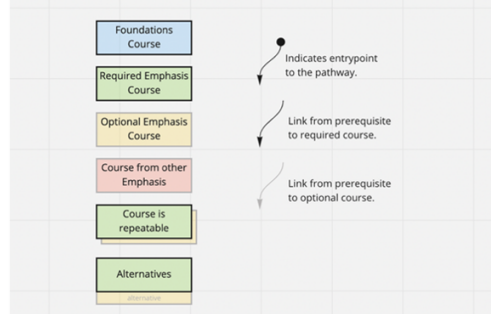 Foundations
Course
Indicates entrypoint
to the pathway.
Required Emphasis
Course
Optional Emphasis
Course
Link from prerequisite
to required course.
Course from other
Emphasis
Link from prerequisite
to optional course.
Course is
repeatable
Alternatives
alternative